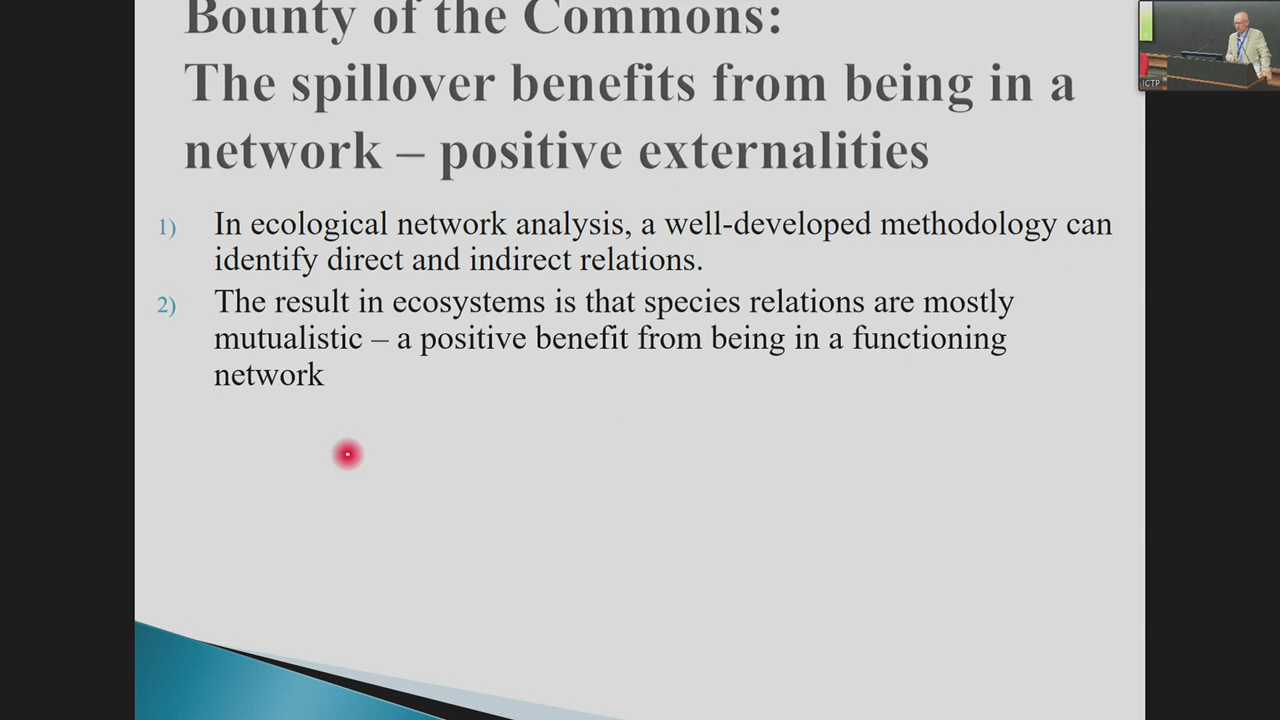 Bounty of the Commons:
The spillover benefits from being in a
network – positive externalities
1) In ecological network analysis, a well-developed methodology can
identify direct and indirect relations.
2) The result in ecosystems is that species relations are mostly
mutualistic – a positive benefit from being in a functioning
network
ICTP